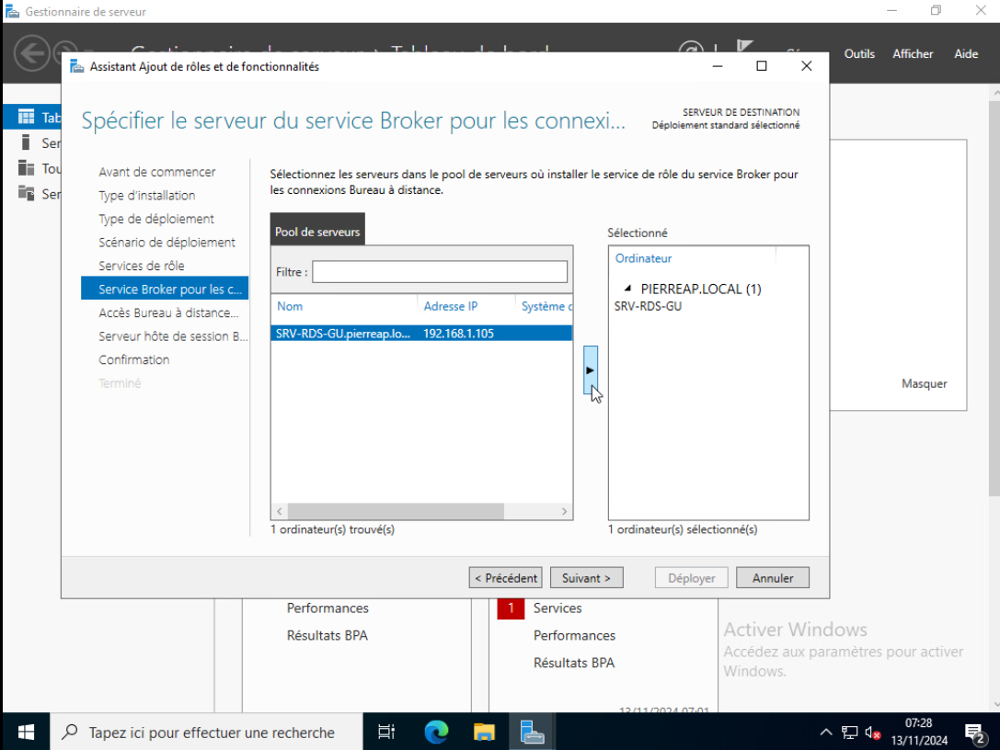 Gestionnaire de serveur
Outils Afficher Aide
Assistant Ajout de rôles et de fonctionnalités
Spécifier le serveur du service Broker pour les connexi...
SERVEUR DE DESTINATION
Déploiement standard sélectionné
Tab
Ser
Tou
Ser
Avant de commencer
Type d'installation
Type de déploiement
Scénario de déploiement
Services de rôle
Service Broker pour les c...
Accès Bureau à distance...
Serveur hôte de session B...
Confirmation
Terminé
Sélectionnez les serveurs dans le pool de serveurs où installer le service de rôle du service Broker pour
les connexions Bureau à distance.
Pool de serveurs
Filtre :
Nom Adresse IP Système
SRV-RDS-GU.pierreap.lo... 192.168.1.105
1 ordinateur(s) trouvé(s)
Sélectionné
Ordinateur
PIERREAP.LOCAL (1)
SRV-RDS-GU
1 ordinateur(s) sélectionné(s)
Masquer
< Précédent Suivant > Déployer Annuler
Performances
Résultats BPA
1 Services
Performances
Résultats BPA
13/11/2024 07:01
Activer Windows
Accédez aux paramètres pour activer
Windows.
Tapez ici pour effectuer une recherche
07:28
13/11/2024
2